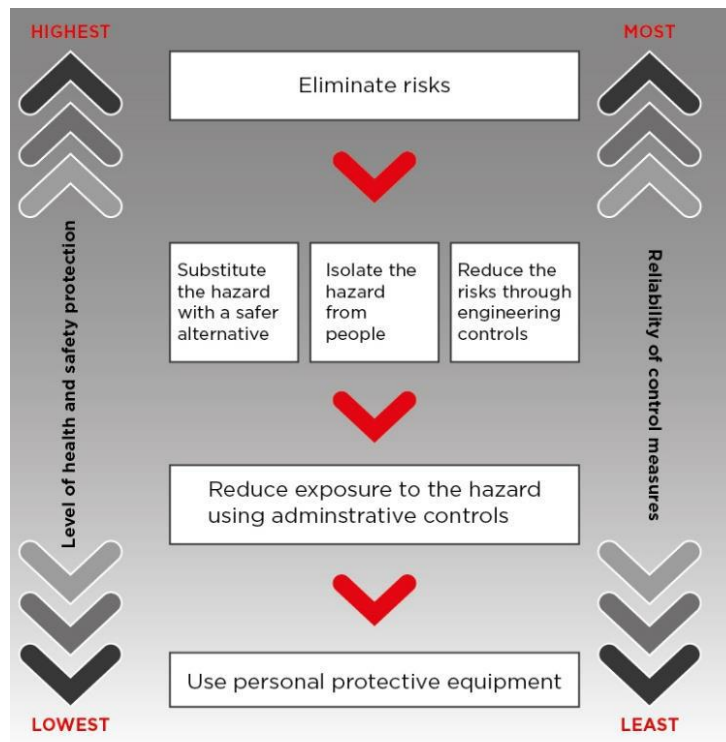 HIGHEST
MOST
Eliminate risks
Substitute
the hazard
with a safer
alternative
Isolate the
hazard
from
people
Reduce the
risks through
engineering
controls
Level of health and safety protection
Reliability of control measures
Reduce exposure to the hazard
using adminstrative controls
Use personal protective equipment
LOWEST
LEAST